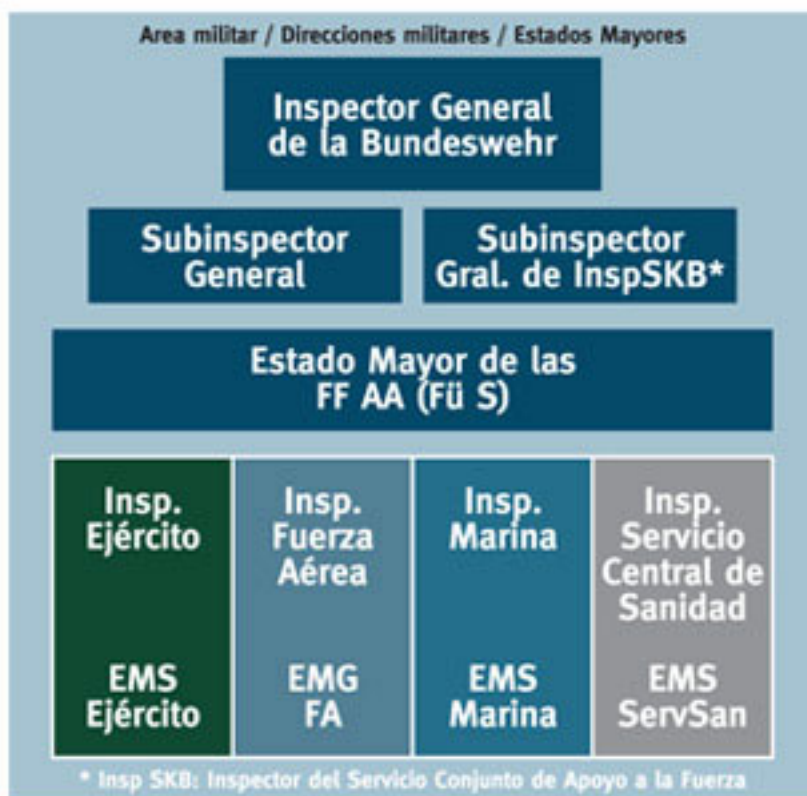 Area militar / Direcciones militares / Estados Mayores
Inspector General
de la Bundeswehr
Subinspector
General
Subinspector
Gral. de InspSKB*
Estado Mayor de las
FF AA (Fü S)
Insp.
Ejército
EMS
Ejército
Insp.
Fuerza
Aérea
EMG
FA
Insp.
Marina
EMS
Marina
Insp.
Servicio
Central de
Sanidad
EMS
ServSan
* Insp SKB: Inspector del Servicio Conjunto de Apoyo a la Fuerza